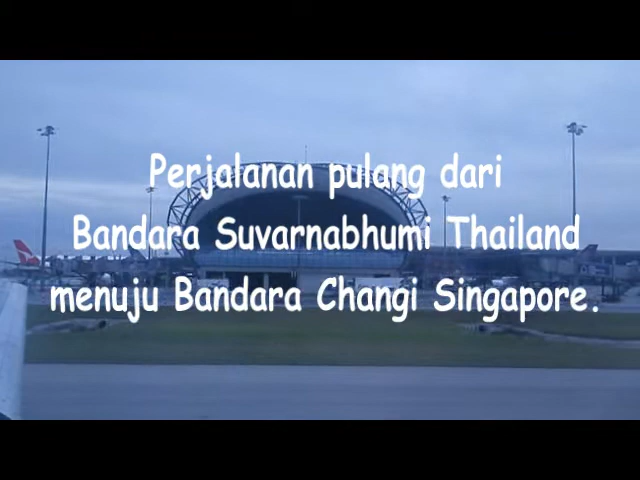 Perjalanan pulang dari
Bandara Suvarnabhumi Thailand
menuju Bandara Changi Singapore.